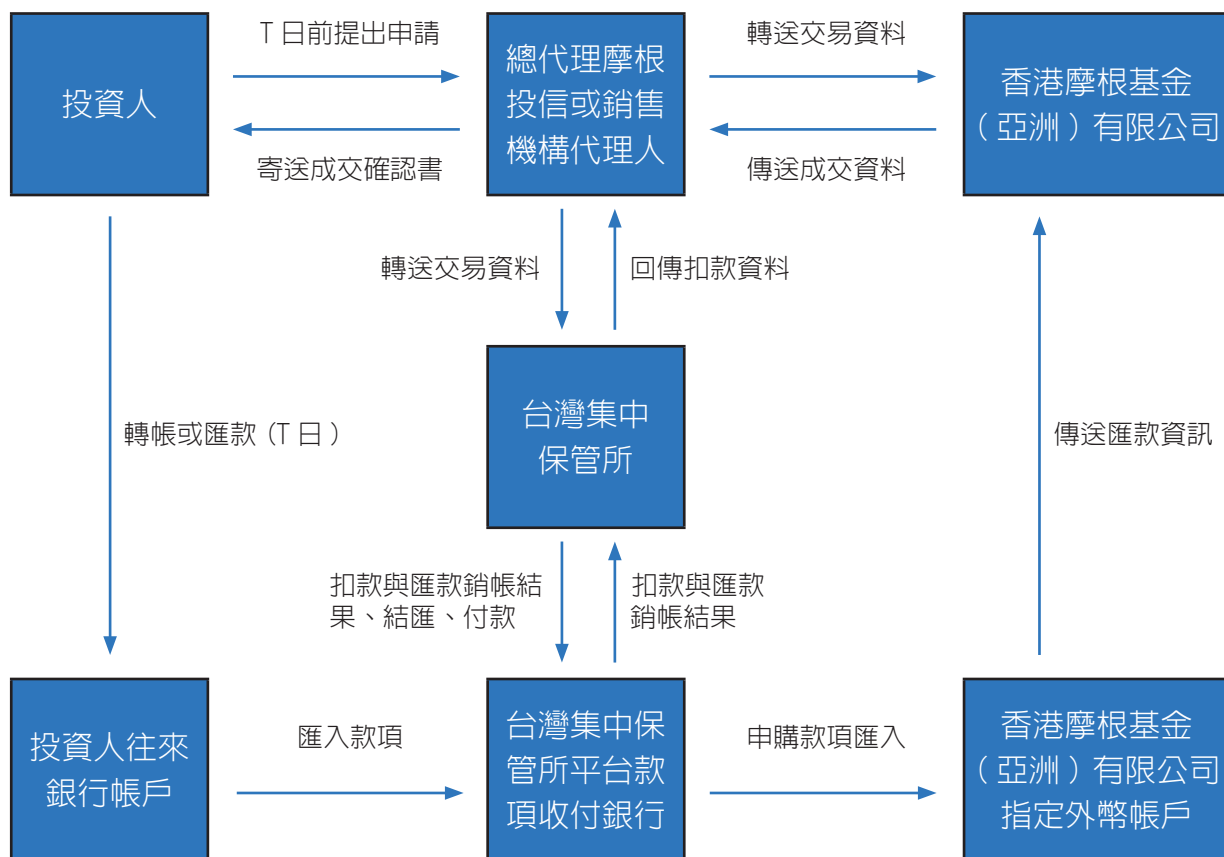 T日前提出申請
轉送交易資料
投資人
總代理摩根
投信或銷售
機構代理人
香港摩根基金
（亞洲）有限公司
寄送成交確認書
傳送成交資料
轉送交易資料
回傳扣款資料
轉帳或匯款（T日）
台灣集中
保管所
傳送匯款資訊
扣款與匯款銷帳結
果、結匯、付款
扣款與匯款
銷帳結果
投資人往來
銀行帳戶
匯入款項
台灣集中保
管所平台款
項收付銀行
申購款項匯入
香港摩根基金
（亞洲）有限公司
指定外幣帳戶